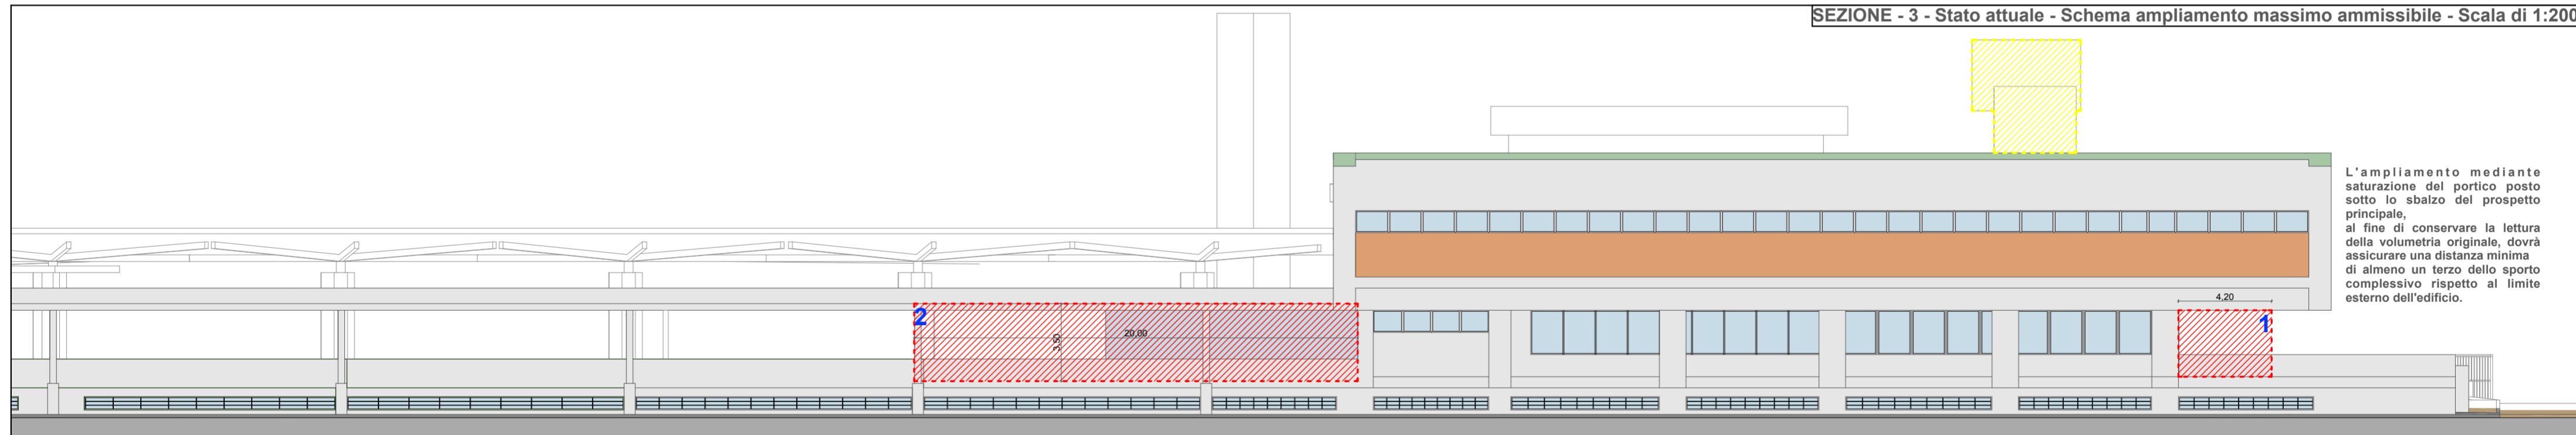 SEZIONE - 3 - Stato attuale - Schema ampliamento massimo ammissibile - Scala di 1:200
L'ampliamento mediante
saturazione del portico posto
sotto lo sbalzo del prospetto
principale,
al fine di conservare la lettura
della volumetria originale, dovrà
assicurare una distanza minima
di almeno un terzo dello sporto
complessivo rispetto al limite
esterno dell'edificio.
4,20
2
1
20,00
3,50